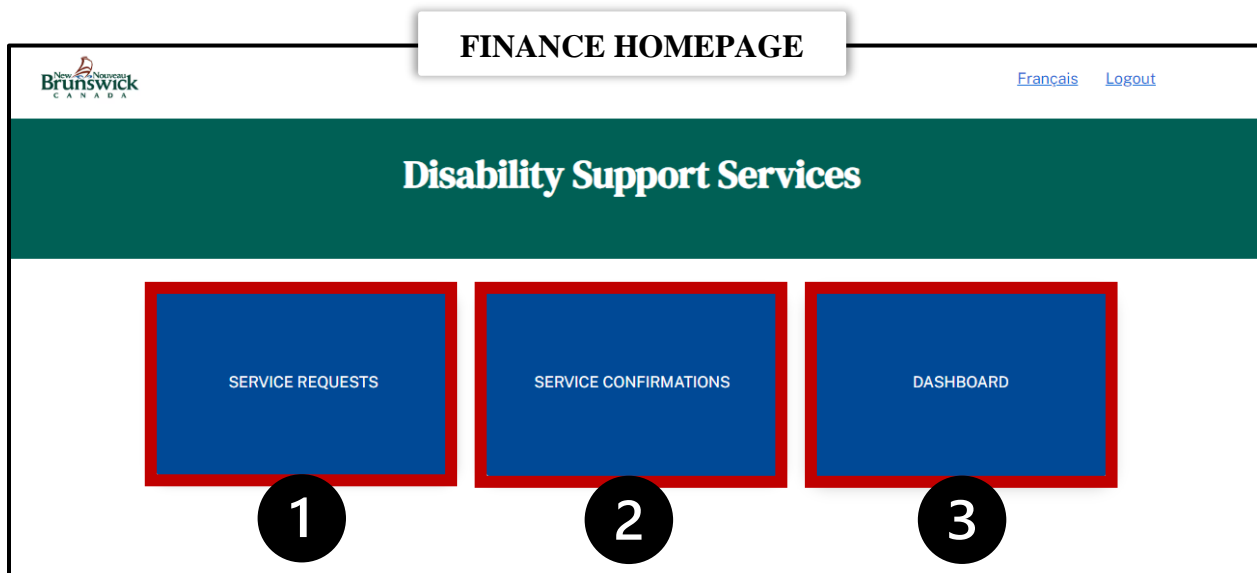 FINANCE HOMEPAGE
New Nouveau
Brunswick
CANADA
Français Logout
Disability Support Services
SERVICE REQUESTS SERVICE CONFIRMATIONS DASHBOARD
1 2 3